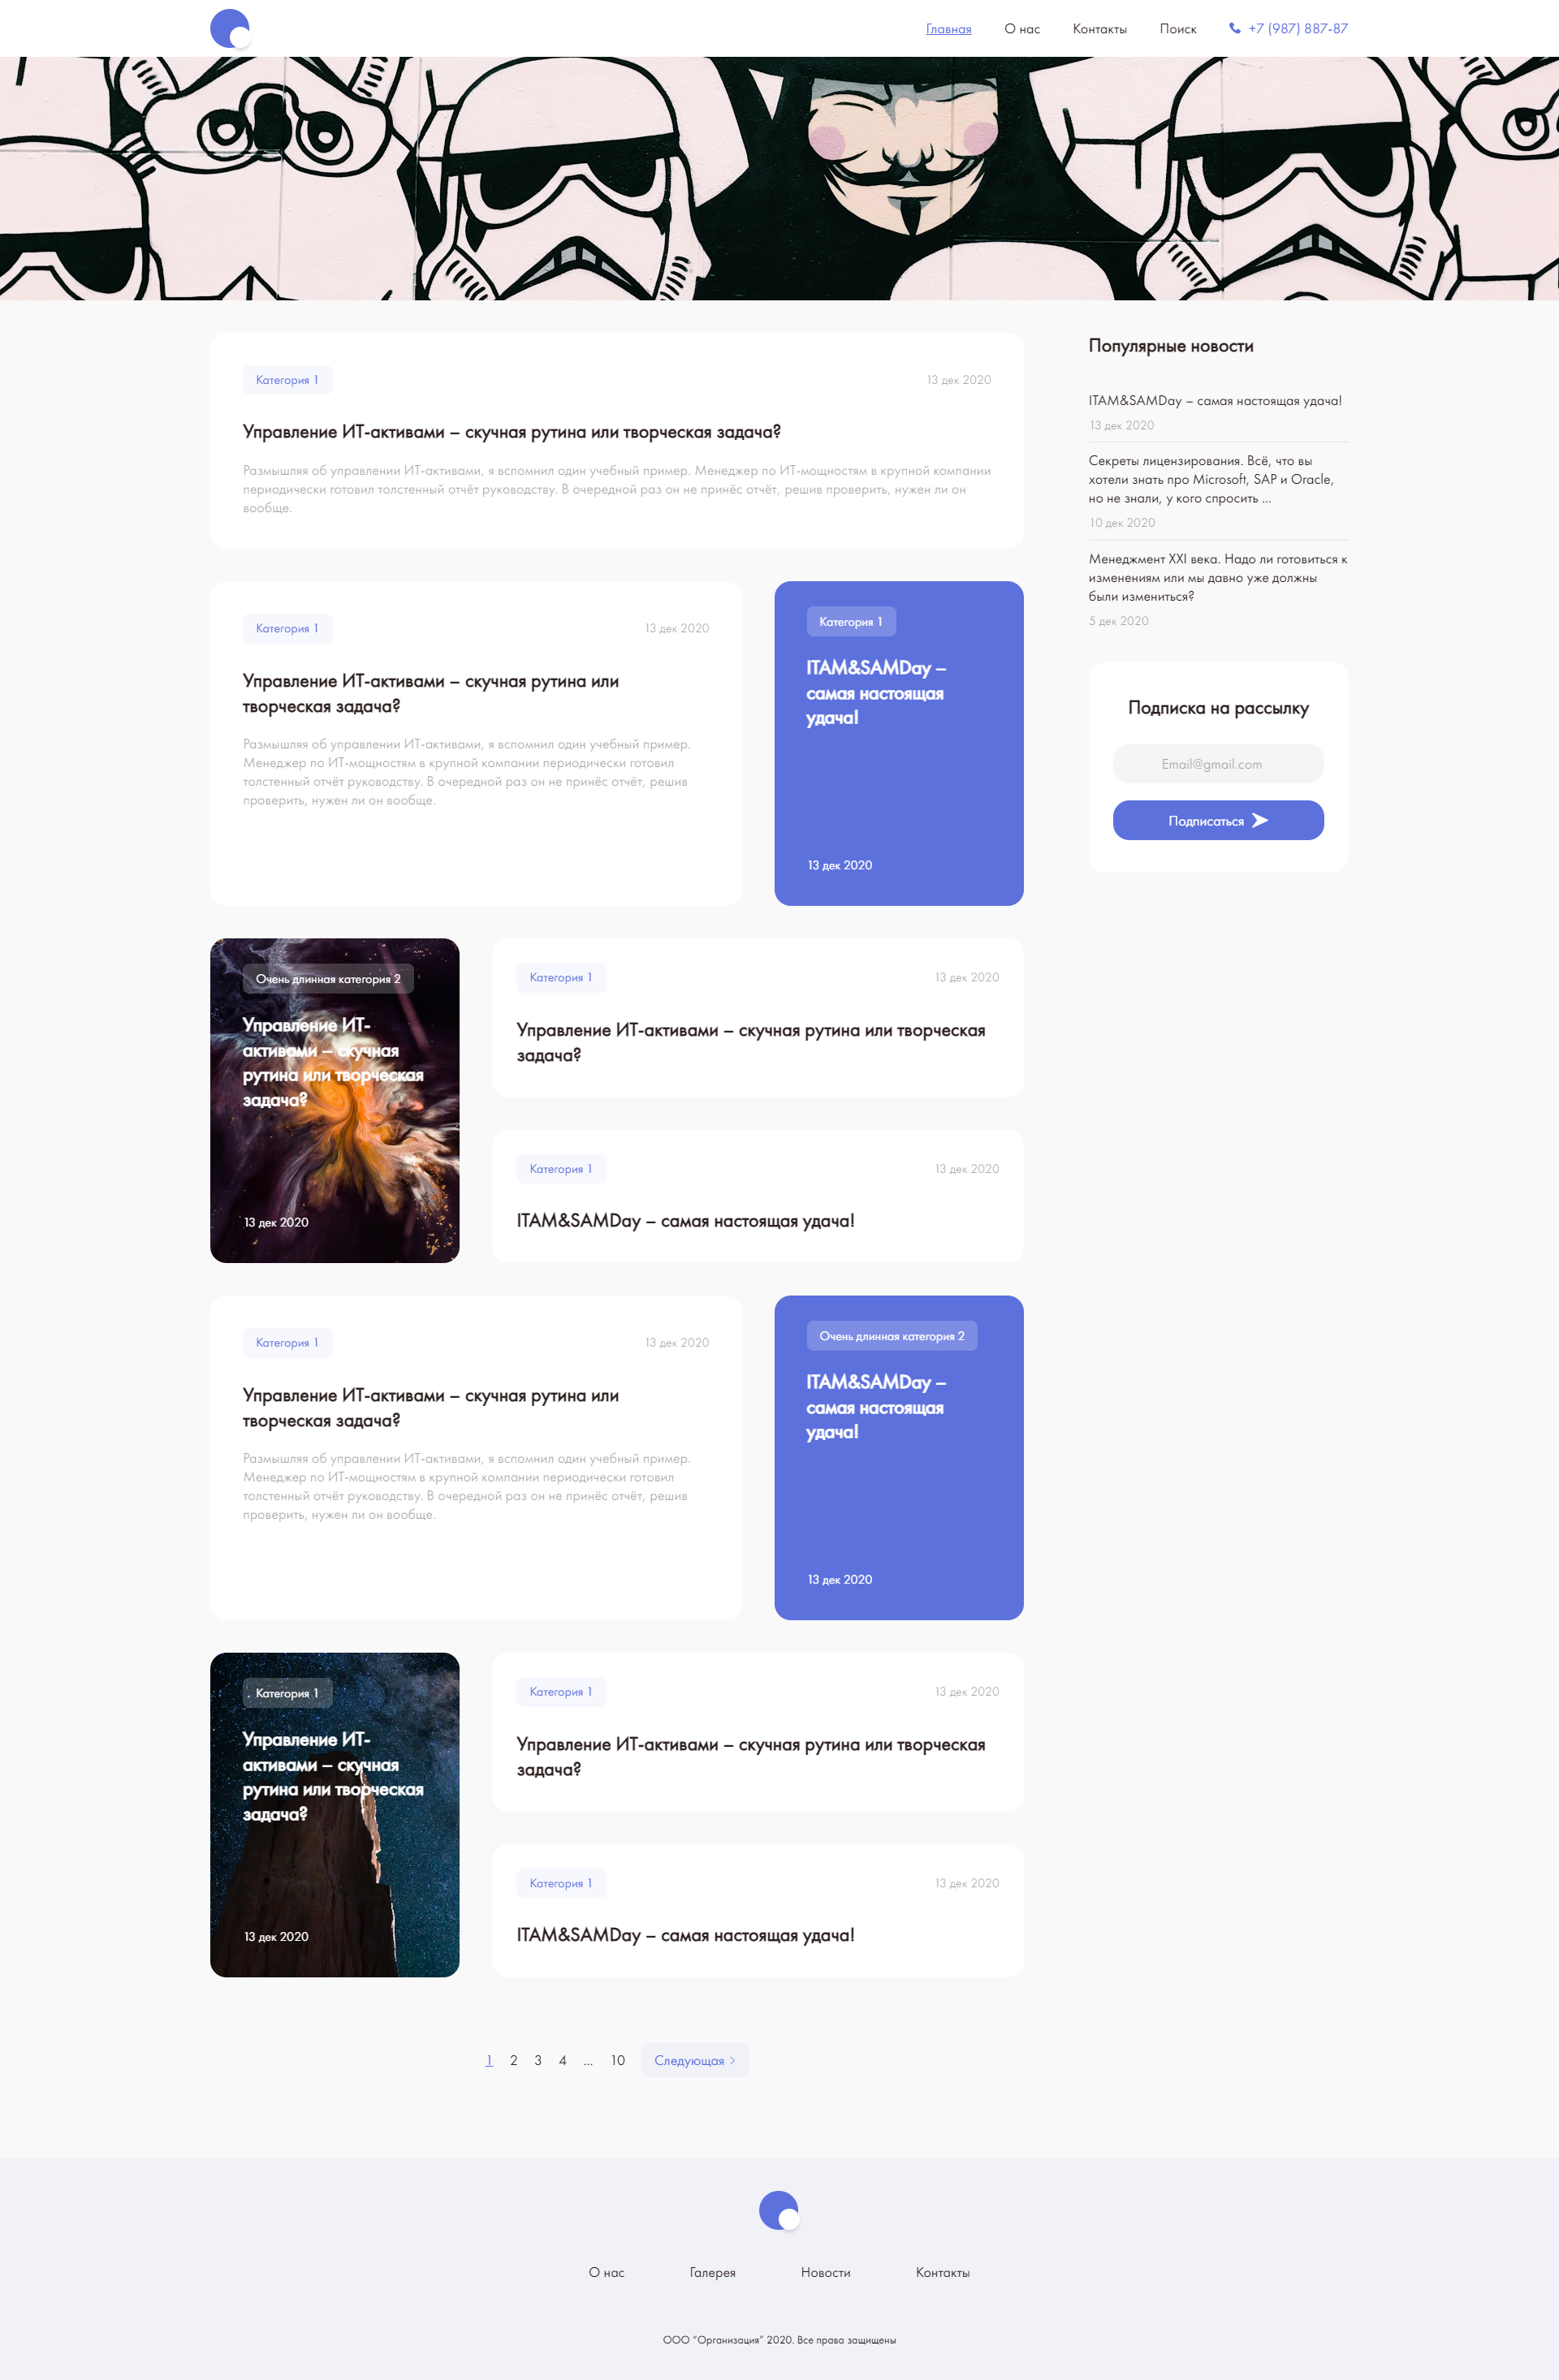 Главная О нас Контакты Поиск +7 (987) 887-87
Категория 1 13 дек 2020
Управление ИТ-активами – скучная рутина или творческая задача?
Размышляя об управлении ИТ-активами, я вспомнил один учебный пример. Менеджер по ИТ-мощностям в крупной компании
периодически готовил толстенный отчёт руководству. В очередной раз он не принёс отчёт, решив проверить, нужен ли он
вообще.
Категория 1 13 дек 2020
Управление ИТ-активами – скучная рутина или
творческая задача?
Размышляя об управлении ИТ-активами, я вспомнил один учебный пример.
Менеджер по ИТ-мощностям в крупной компании периодически готовил
толстенный отчёт руководству. В очередной раз он не принёс отчёт, решив
проверить, нужен ли он вообще.
Категория 1
ITAM&SAMDay –
самая настоящая
удача!
13 дек 2020
Очень длинная категория 2
Управление ИТ-
активами – скучная
рутина или творческая
задача?
13 дек 2020
Категория 1 13 дек 2020
Управление ИТ-активами – скучная рутина или творческая
задача?
Категория 1 13 дек 2020
ITAM&SAMDay – самая настоящая удача!
Категория 1 13 дек 2020
Управление ИТ-активами – скучная рутина или
творческая задача?
Размышляя об управлении ИТ-активами, я вспомнил один учебный пример.
Менеджер по ИТ-мощностям в крупной компании периодически готовил
толстенный отчёт руководству. В очередной раз он не принёс отчёт, решив
проверить, нужен ли он вообще.
Очень длинная категория 2
ITAM&SAMDay –
самая настоящая
удача!
13 дек 2020
Категория 1
Управление ИТ-
активами – скучная
рутина или творческая
задача?
13 дек 2020
Категория 1 13 дек 2020
Управление ИТ-активами – скучная рутина или творческая
задача?
Категория 1 13 дек 2020
ITAM&SAMDay – самая настоящая удача!
1 2 3 4 ... 10 Следующая
Популярные новости
ITAM&SAMDay – самая настоящая удача!
13 дек 2020
Секреты лицензирования. Всё, что вы
хотели знать про Microsoft, SAP и Oracle,
но не знали, у кого спросить ...
10 дек 2020
Менеджмент XXI века. Надо ли готовиться к
изменениям или мы давно уже должны
были измениться?
5 дек 2020
Подписка на рассылку
Email@gmail.com
Подписаться
О нас Галерея Новости Контакты
ООО “Организация” 2020. Все права защищены